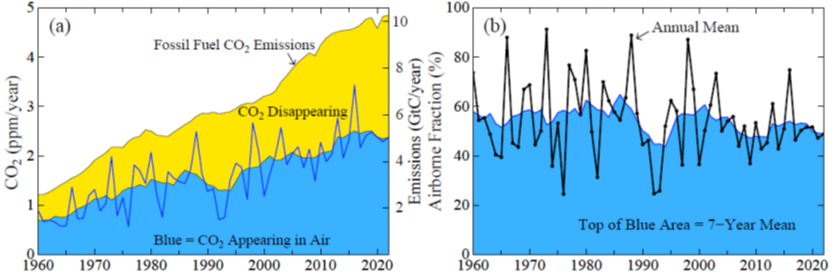 (a)
Fossil Fuel CO₂ Emissions
CO₂ Disappearing
Blue = CO₂ Appearing in Air
CO₂ (ppm/year)
5
4
3
2
1
0
1960 1970 1980 1990 2000 2010 2020
10
8
6
4
2
Emissions (GtC/year)
(b)
Annual Mean
Top of Blue Area = 7−Year Mean
Airborne Fraction (%)
100
80
60
40
20
0
1960 1970 1980 1990 2000 2010 2020